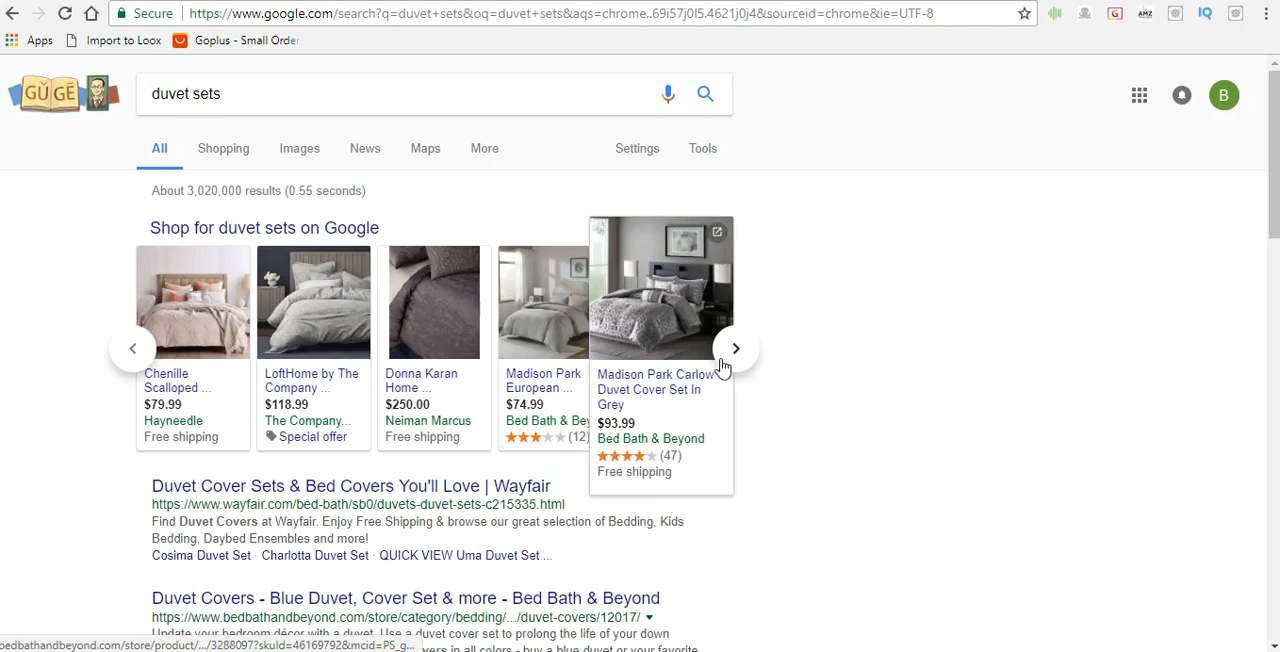 Secure
https://www.google.com/search?q=duvet+sets&oq=duvet+sets&aqs=chrome..69i57j0l5.4621j0j4&sourceid=chrome&ie=UTF-8
G
AMZ
IQ
Apps
Import to Loox
Goplus - Small Order
GǓ GĒ
duvet sets
B
All
Shopping
Images
News
Maps
More
Settings
Tools
About 3,020,000 results (0.55 seconds)
Shop for duvet sets on Google
Chenille
Scalloped ...
$79.99
Hayneedle
Free shipping
LoftHome by The
Company ...
$118.99
The Company...
Special offer
Donna Karan
Home ...
$250.00
Neiman Marcus
Free shipping
Madison Park
European ...
$74.99
Bed Bath & Bey
(12)
Madison Park Carlow
Duvet Cover Set In
Grey
$93.99
Bed Bath & Beyond
(47)
Free shipping
Duvet Cover Sets & Bed Covers You'll Love | Wayfair
https://www.wayfair.com/bed-bath/sb0/duvets-duvet-sets-c215335.html
Find Duvet Covers at Wayfair. Enjoy Free Shipping & browse our great selection of Bedding, Kids
Bedding, Daybed Ensembles and more!
Cosima Duvet Set · Charlotta Duvet Set · QUICK VIEW Uma Duvet Set ...
Duvet Covers - Blue Duvet, Cover Set & more - Bed Bath & Beyond
https://www.bedbathandbeyond.com/store/category/bedding/.../duvet-covers/12017/
Update your bedroom décor with a duvet. Use a duvet cover set to prolong the life of your down
vers in all colors - buy a blue duvet or your favorite
bedbathandbeyond.com/store/product/.../3288097?skuId=46169792&mcid=PS_g...